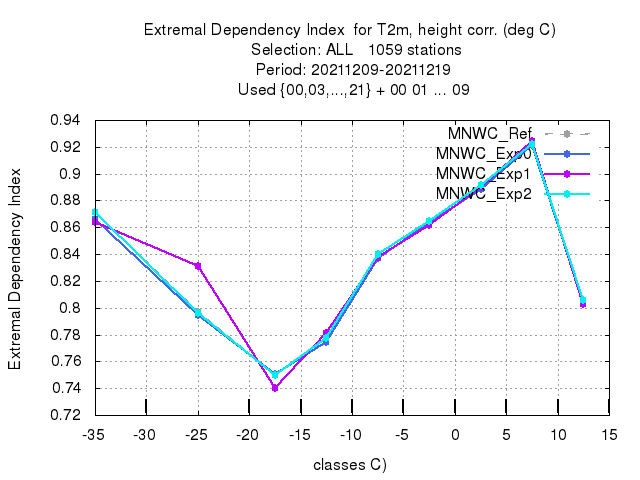 Extremal Dependency Index  for T2m, height corr. (deg C)
Selection: ALL   1059 stations
Period: 20211209-20211219
Used {00,03,...,21} + 00 01 ... 09
Extremal Dependency Index
0.94
0.92
0.9
0.88
0.86
0.84
0.82
0.8
0.78
0.76
0.74
0.72
MNWC_Ref
MNWC_Exp0
MNWC_Exp1
MNWC_Exp2
-35 -30 -25 -20 -15 -10 -5 0 5 10 15
classes C)